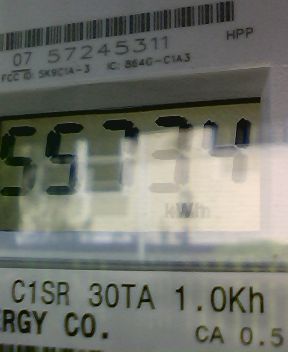 HPP
07 57245311
FCC ID: SK9C1A-3 IC: 864G-C1A3
55734
kWh
C1SR 30TA 1.0Kh
RGY CO. CA 0.5